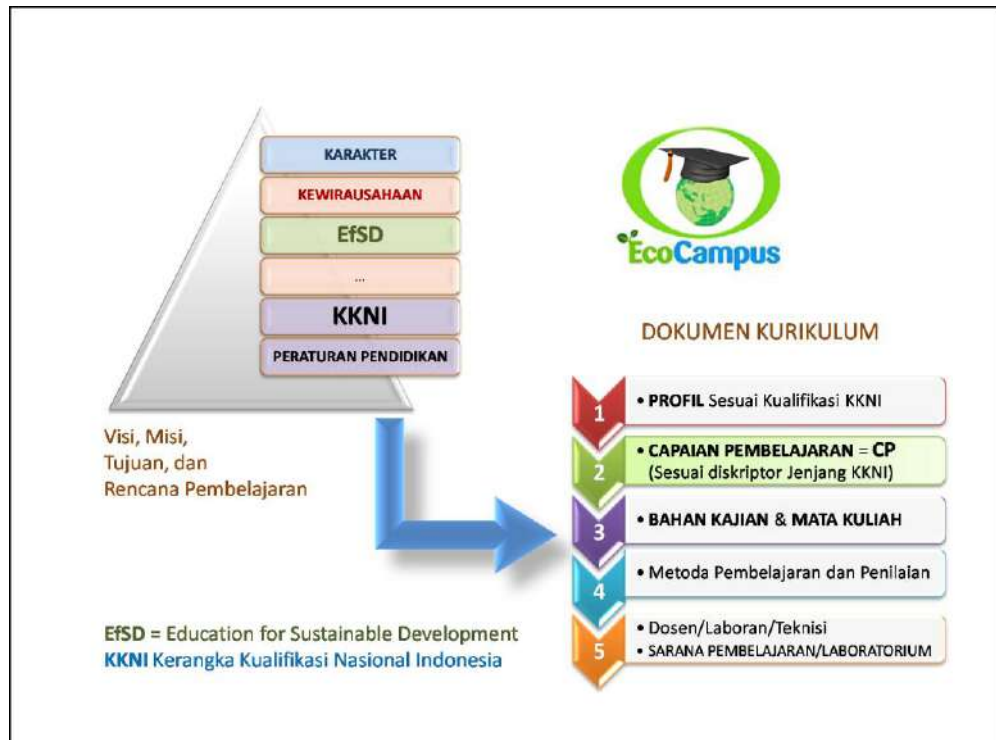 KARAKTER
KEWIRAUSAHAAN
EfSD
...
KKNI
PERATURAN PENDIDIKAN
Visi, Misi,
Tujuan, dan
Rencana Pembelajaran
EfSD = Education for Sustainable Development
KKNI Kerangka Kualifikasi Nasional Indonesia
EcoCampus
DOKUMEN KURIKULUM
1
• PROFIL Sesuai Kualifikasi KKNI
2
• CAPAIAN PEMBELAJARAN = CP
(Sesuai diskriptor Jenjang KKNI)
3
• BAHAN KAJIAN & MATA KULIAH
4
• Metoda Pembelajaran dan Penilaian
5
• Dosen/Laboran/Teknisi
• SARANA PEMBELAJARAN/LABORATORIUM